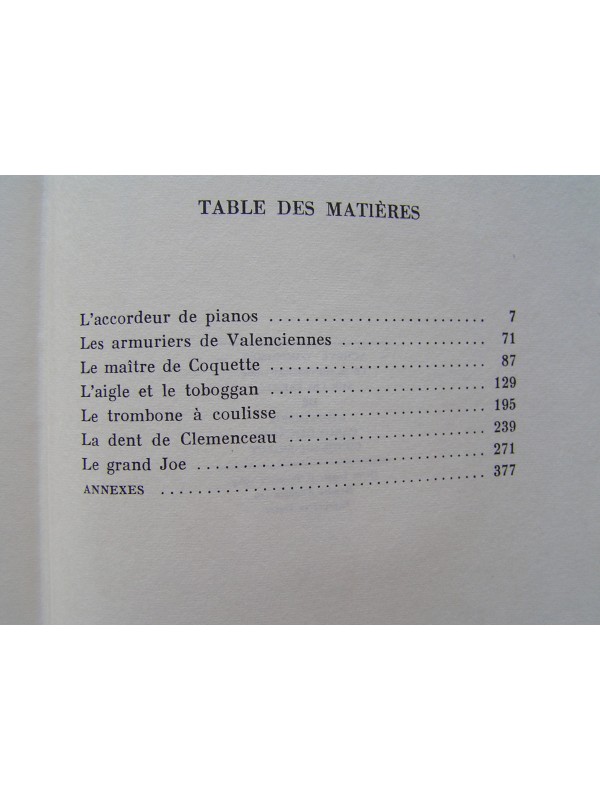 TABLE DES MATIÈRES
L'accordeur de pianos ........................ 7
Les armuriers de Valenciennes ................. 71
Le maître de Coquette ........................ 87
L'aigle et le toboggan ......................... 129
Le trombone à coulisse ....................... 195
La dent de Clemenceau ...................... 239
Le grand Joe ................................ 271
ANNEXES .................................... 377